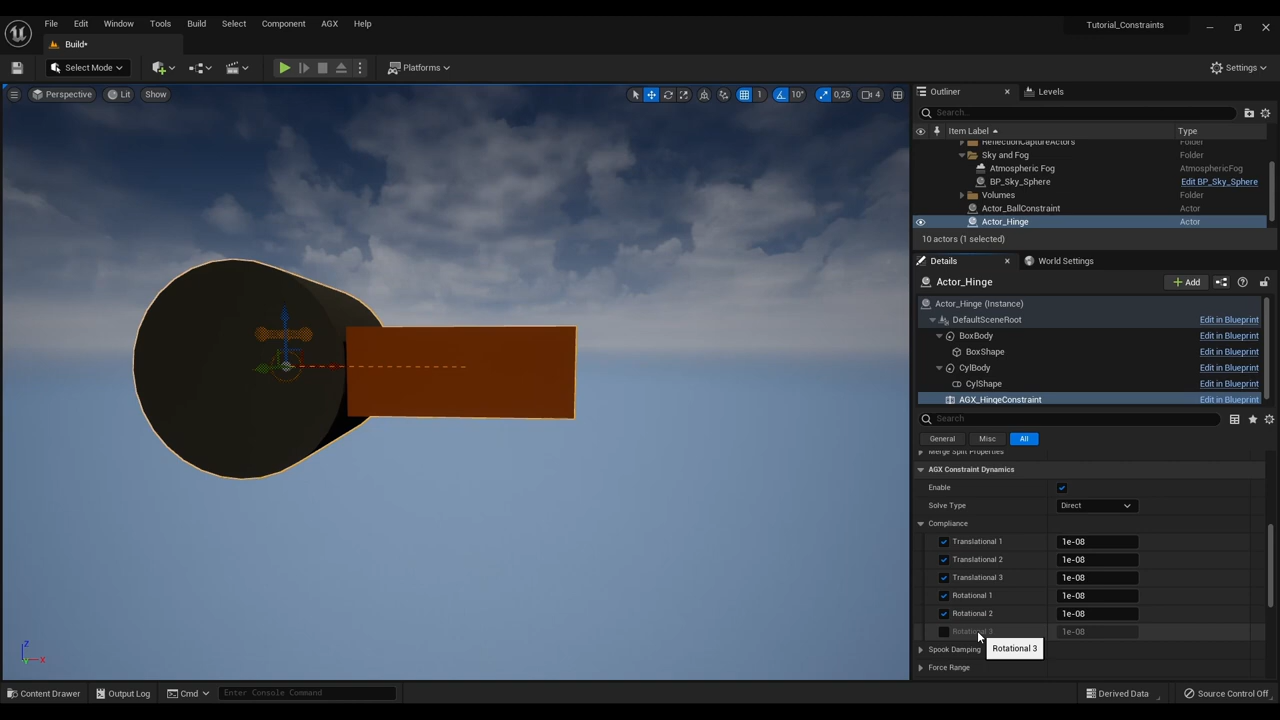 File Edit Window Tools Build Select Component AGX Help
Tutorial_Constraints
Build*
Select Mode
Platforms
Settings
Perspective Lit Show
1 10° 0,25 4
Outliner Levels
Search...
Item Label Type
ReflectionCaptureActors Folder
Sky and Fog Folder
Atmospheric Fog AtmosphericFog
BP_Sky_Sphere Edit BP_Sky_Sphere
Volumes Folder
Actor_BallConstraint Actor
Actor_Hinge Actor
10 actors (1 selected)
Details World Settings
Actor_Hinge + Add
Actor_Hinge (Instance)
DefaultSceneRoot Edit in Blueprint
BoxBody Edit in Blueprint
BoxShape Edit in Blueprint
CylBody Edit in Blueprint
CylShape Edit in Blueprint
AGX_HingeConstraint Edit in Blueprint
Search
General Misc All
Merge Split Properties
AGX Constraint Dynamics
Enable
Solve Type Direct
Compliance
Translational 1 1e-08
Translational 2 1e-08
Translational 3 1e-08
Rotational 1 1e-08
Rotational 2 1e-08
Rotational 3 1e-08
Spook Damping Rotational 3
Force Range
Z
X
Content Drawer Output Log Cmd Enter Console Command Derived Data Source Control Off